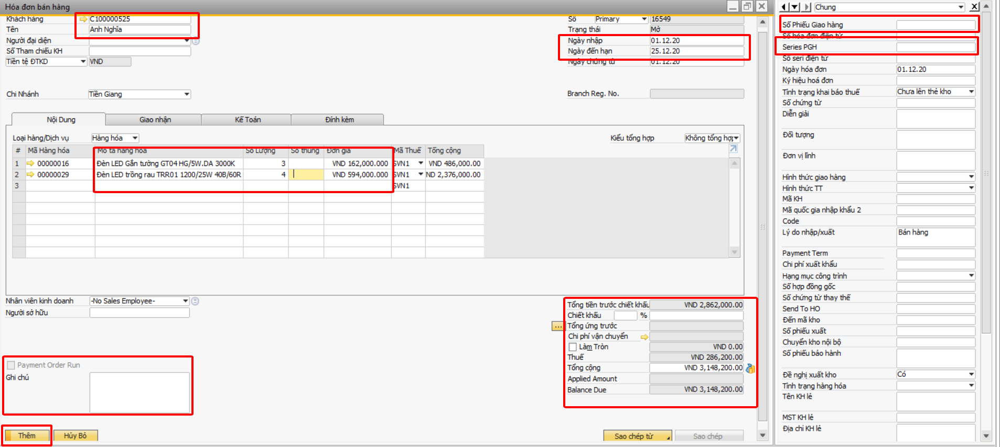 Hóa đơn bán hàng
Khách hàng C100000525
Tên Anh Nghĩa
Người đại diện
Số Tham chiếu KH
Tiền tệ ĐTKD VND
Chi Nhánh Tiền Giang
Số Primary 16549
Trạng thái Mở
Ngày nhập 01.12.20
Ngày đến hạn 25.12.20
Ngày chứng từ 01.12.20
Branch Reg. No.
Nội Dung Giao nhận Kế Toán Đính kèm
Loại hàng/Dịch vụ Hàng hóa Kiểu tổng hợp Không tổng hợp
# Mã Hàng hóa Mô tả hàng hóa Số Lượng Số thùng Đơn giá Mã Thuế Tổng cộng
1 00000016 Đèn LED Gắn tường GT04 HG/5W.DA 3000K 3 VND 162,000.000 SVN1 VND 486,000.00
2 00000029 Đèn LED trồng rau TRR01 1200/25W 40B/60R 4 VND 594,000.000 SVN1 ND 2,376,000.00
3 SVN1
Nhân viên kinh doanh -No Sales Employee-
Người sở hữu
Payment Order Run
Ghi chú
Tổng tiền trước chiết khấu VND 2,862,000.00
Chiết khấu %
... Tổng ứng trước
Chi phí vận chuyển
Làm Tròn VND 0.00
Thuế VND 286,200.00
Tổng cộng VND 3,148,200.00
Applied Amount
Balance Due VND 3,148,200.00
Thêm Hủy Bỏ Sao chép từ Sao chép
Chung X
Số Phiếu Giao hàng
Số hóa đơn điện tử
Series PGH
Số seri điện tử
Ngày hóa đơn 01.12.20
Ký hiệu hoá đơn
Tình trạng khai báo thuế Chưa lên thẻ kho
Số chứng từ
Diễn giải
Đối tượng
Đơn vị lĩnh
Hình thức giao hàng
Hình thức TT
Mã KH
Mã quốc gia nhập khẩu 2
Code
Lý do nhập/xuất Bán hàng
Payment Term
Chi phí xuất khẩu
Hạng mục công trình
Số hợp đồng gốc
Số chứng từ thay thế
Send To HO
Đến mã kho
Số phiếu xuất
Chuyển kho nội bộ
Số phiếu bảo hành
Đề nghị xuất kho Có
Tình trạng hàng hóa
Tên KH lẻ
MST KH lẻ
Địa chỉ KH lẻ